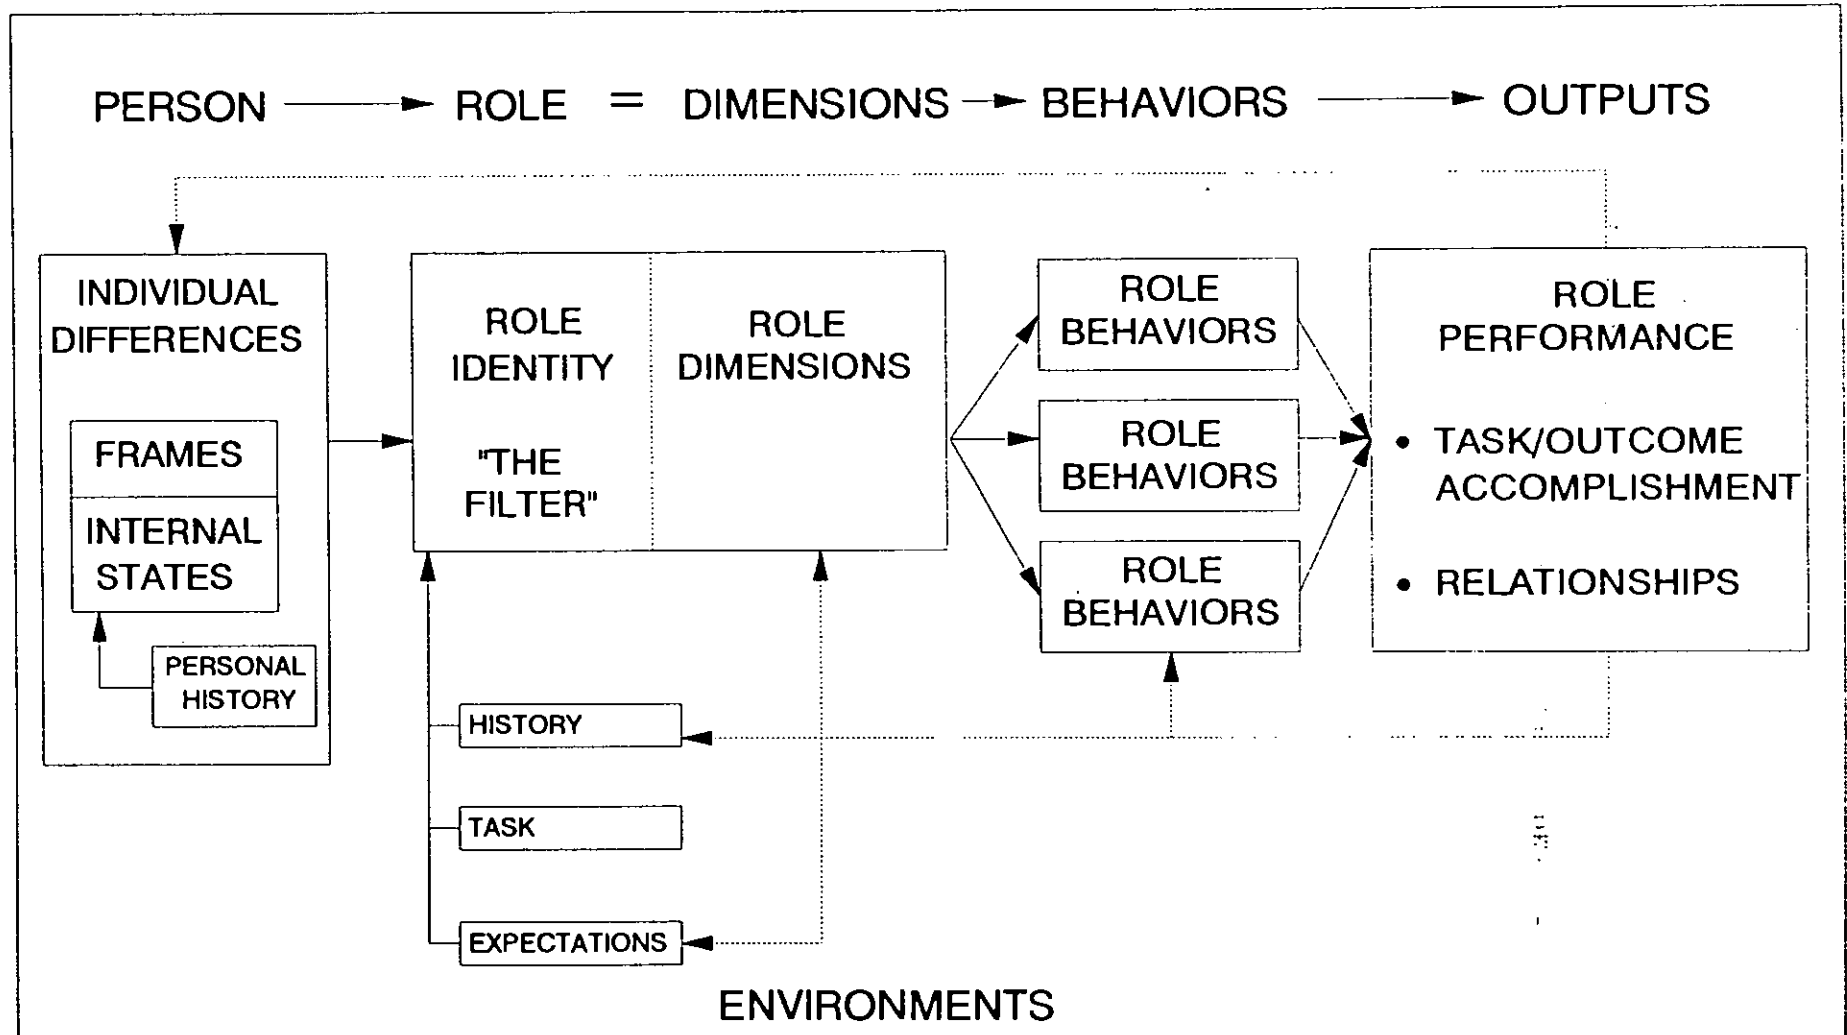 PERSON ROLE = DIMENSIONS BEHAVIORS OUTPUTS
INDIVIDUAL
DIFFERENCES
FRAMES
INTERNAL
STATES
PERSONAL
HISTORY
ROLE
IDENTITY
"THE
FILTER"
ROLE
DIMENSIONS
HISTORY
TASK
EXPECTATIONS
ROLE
BEHAVIORS
ROLE
BEHAVIORS
ROLE
BEHAVIORS
ROLE
PERFORMANCE
• TASK/OUTCOME
ACCOMPLISHMENT
• RELATIONSHIPS
ENVIRONMENTS